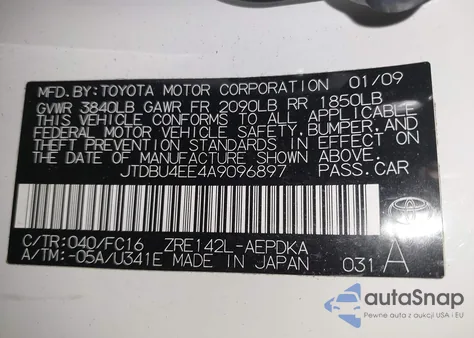 MFD.BY:TOYOTA MOTOR CORPORATION 01/09
GVWR 3840LB GAWR FR 2090LB RR 1850LB
THIS VEHICLE CONFORMS TO ALL APPLICABLE
FEDERAL MOTOR VEHICLE SAFETY, BUMPER, AND
THEFT PREVENTION STANDARDS IN EFFECT ON
THE DATE OF MANUFACTURE SHOWN ABOVE.
JTDBU4EE4A9096897 PASS.CAR
C/TR:040/FC16 ZRE142L-AEPDKA
A/TM:-05A/U341E MADE IN JAPAN 031 A
TOYOTA
autoSnap
Pewne auta z aukcji USA i EU